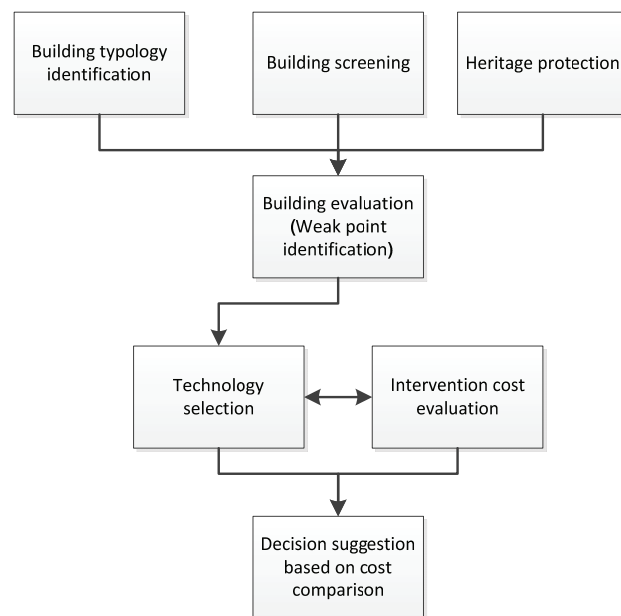 Building typology
identification
Building screening
Heritage protection
Building evaluation
(Weak point
identification)
Technology
selection
Intervention cost
evaluation
Decision suggestion
based on cost
comparison